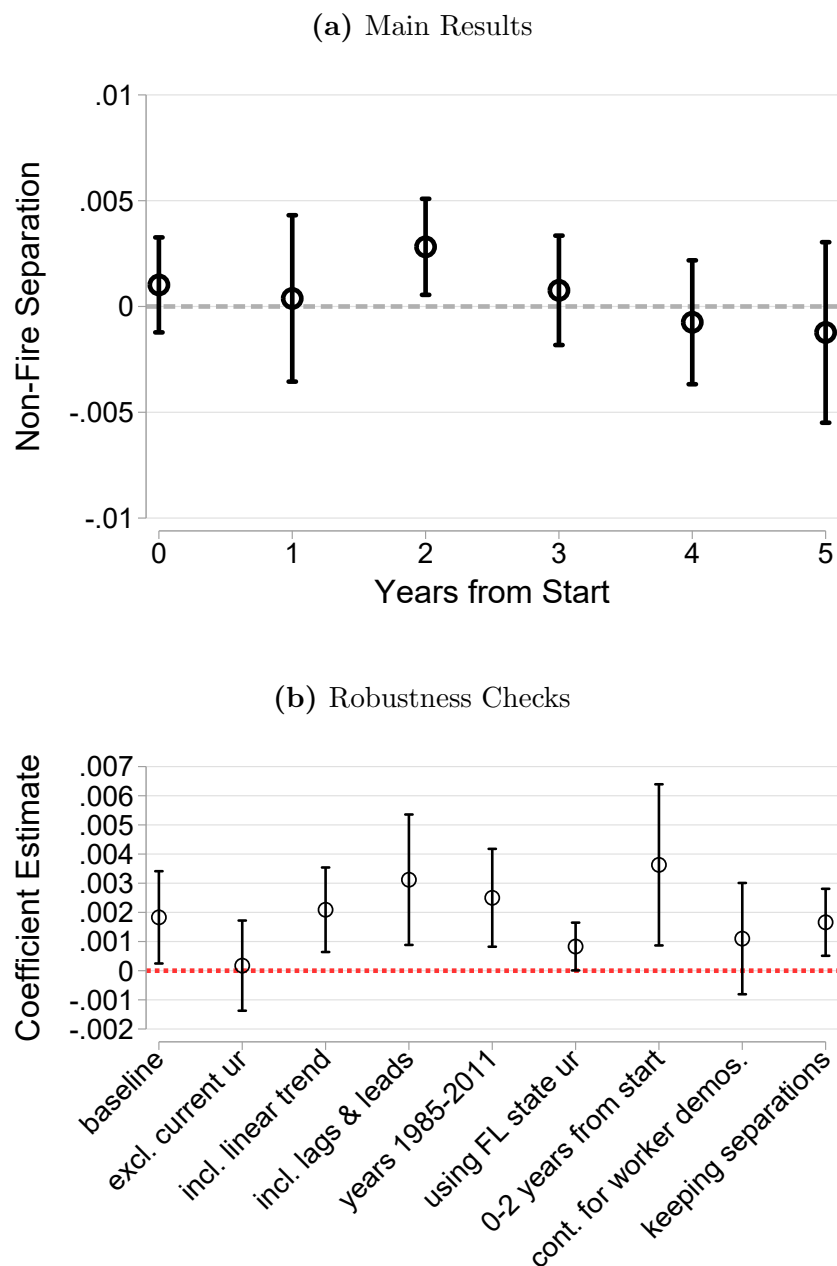 (a) Main Results
.01
.005
0
-.005
-.01
Non-Fire Separation
0 1 2 3 4 5
Years from Start
(b) Robustness Checks
.007
.006
.005
.004
.003
.002
.001
0
-.001
-.002
Coefficient Estimate
baseline
excl. current ur
incl. linear trend
incl. lags & leads
years 1985-2011
using FL state ur
0-2 years from start
cont. for worker demos.
keeping separations